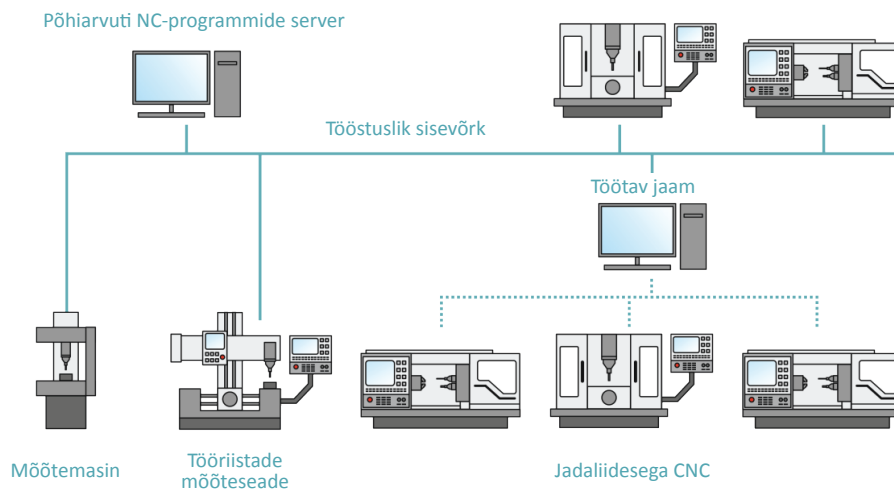 Põhiarvuti NC-programmide server
Tööstuslik sisevõrk
Töötav jaam
Mõõtemasin
Tööriistade
mõõteseade
Jadaliidesega CNC